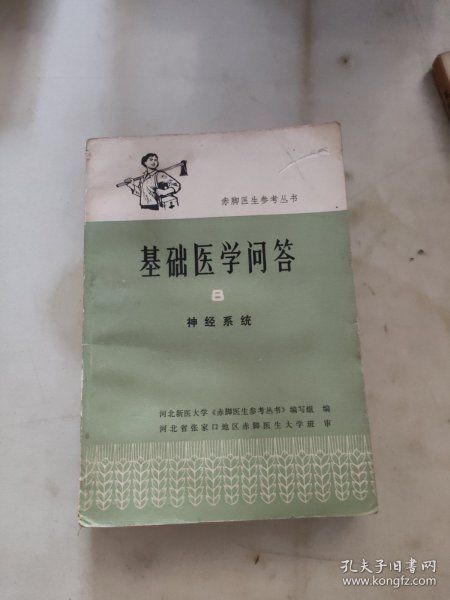 赤脚医生参考丛书
基础医学问答
8
神经系统
河北新医大学《赤脚医生参考丛书》编写组 编
河北省张家口地区赤脚医生大学班 审
孔夫子旧书网
www.kongfz.com